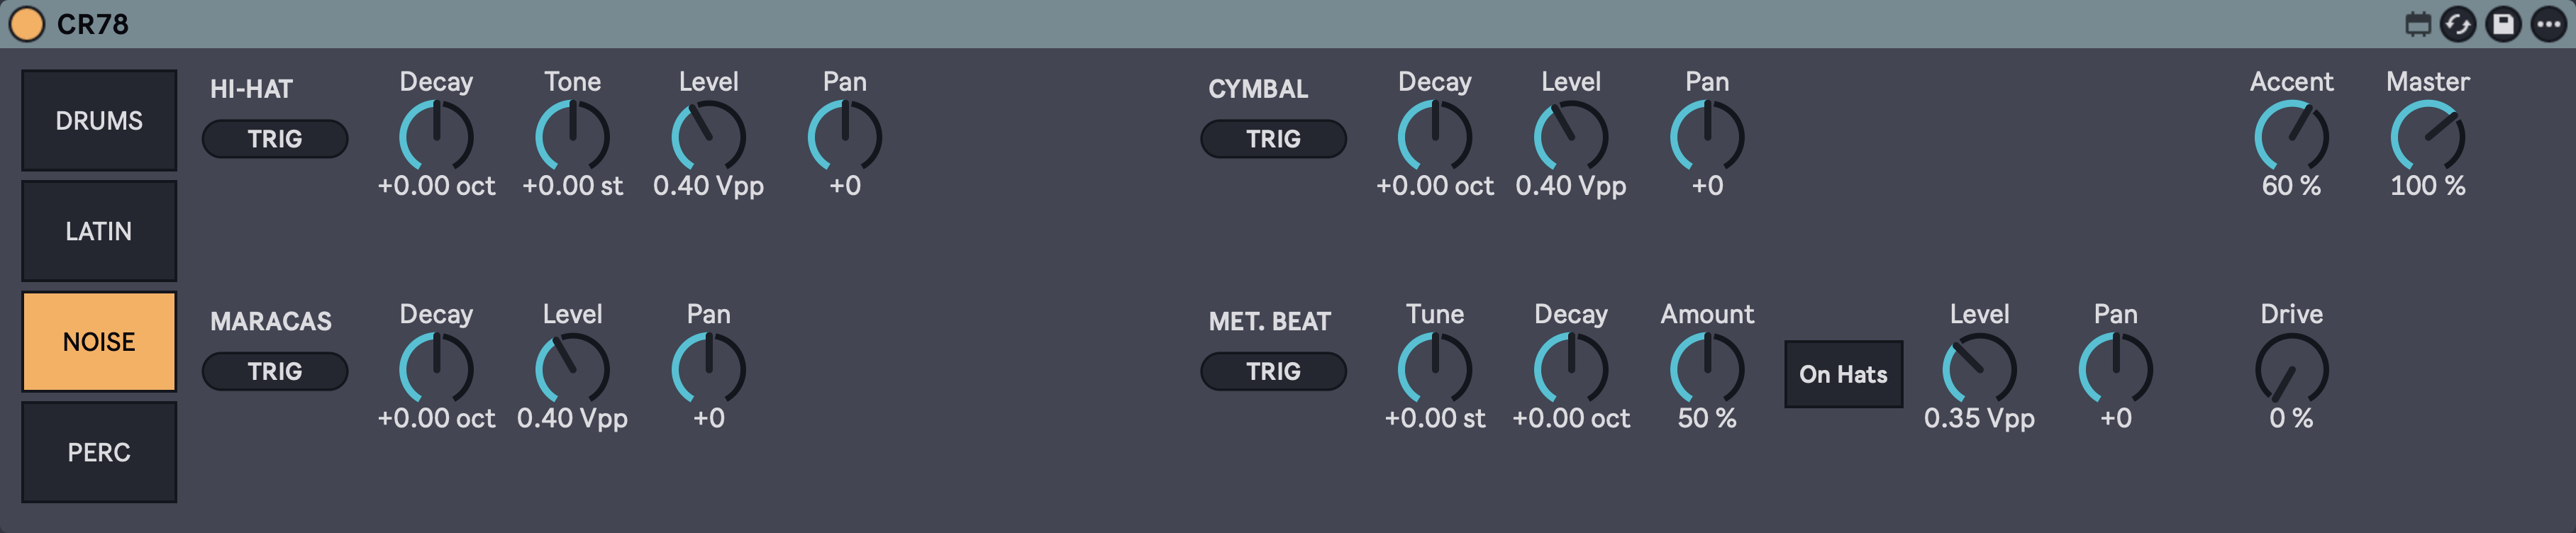 CR78
DRUMS
LATIN
NOISE
PERC
HI-HAT
TRIG
Decay
+0.00 oct
Tone
+0.00 st
Level
0.40 Vpp
Pan
+0
CYMBAL
TRIG
Decay
+0.00 oct
Level
0.40 Vpp
Pan
+0
Accent
60 %
Master
100 %
MARACAS
TRIG
Decay
+0.00 oct
Level
0.40 Vpp
Pan
+0
MET. BEAT
TRIG
Tune
+0.00 st
Decay
+0.00 oct
Amount
50 %
On Hats
Level
0.35 Vpp
Pan
+0
Drive
0 %